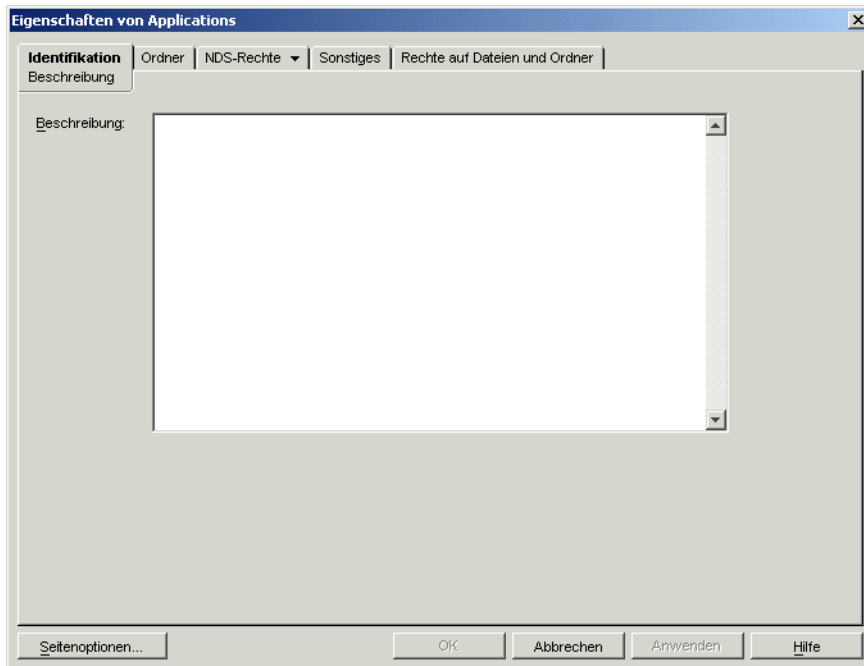 Eigenschaften von Applications
Identifikation Ordner NDS-Rechte Sonstiges Rechte auf Dateien und Ordner
Beschreibung
Beschreibung:
Seitenoptionen... OK Abbrechen Anwenden Hilfe